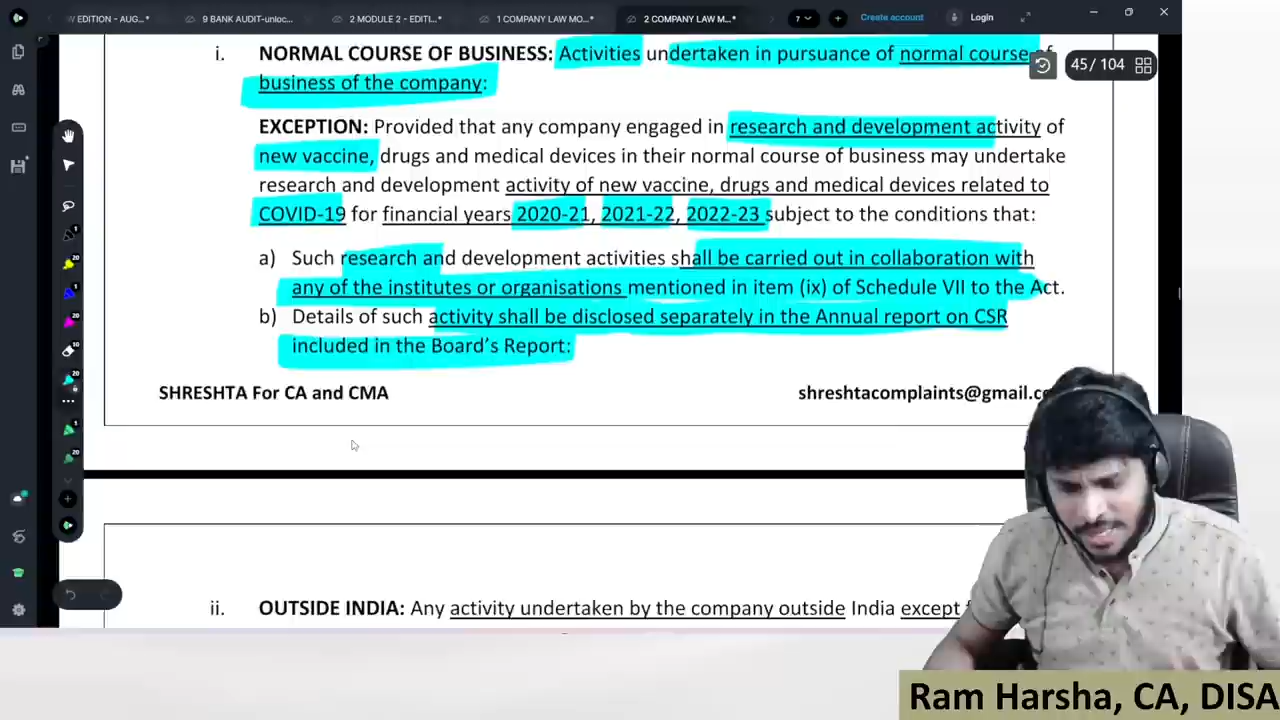 W EDITION - AUG...*
9 BANK AUDIT-unloc...
2 MODULE 2 - EDITI...*
1 COMPANY LAW MO...*
2 COMPANY LAW M...*
7
Create account
Login
45 / 104
i. NORMAL COURSE OF BUSINESS: Activities undertaken in pursuance of normal course of
business of the company:
EXCEPTION: Provided that any company engaged in research and development activity of
new vaccine, drugs and medical devices in their normal course of business may undertake
research and development activity of new vaccine, drugs and medical devices related to
COVID-19 for financial years 2020-21, 2021-22, 2022-23 subject to the conditions that:
a) Such research and development activities shall be carried out in collaboration with
any of the institutes or organisations mentioned in item (ix) of Schedule VII to the Act.
b) Details of such activity shall be disclosed separately in the Annual report on CSR
included in the Board's Report:
SHRESHTA For CA and CMA
shreshtacomplaints@gmail.co
ii. OUTSIDE INDIA: Any activity undertaken by the company outside India except
Ram Harsha, CA, DISA